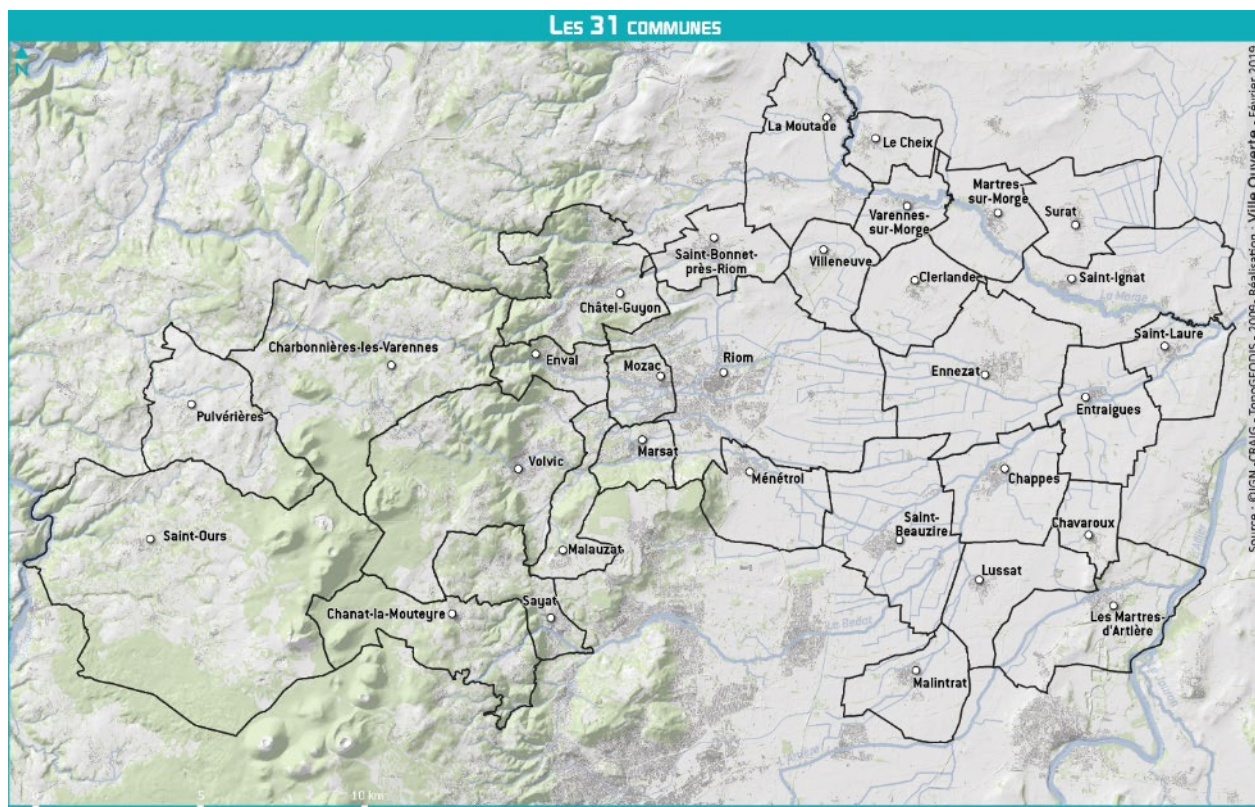 LES 31 COMMUNES
N
La Moutade
Le Cheix
Martres
-sur-Morge
Surat
Varennes-
sur-Morge
Saint-Bonnet-
près-Riom
Villeneuve
Clerlande
Saint-Ignat
La Morge
Châtel-Guyon
Saint-Laure
Charbonnières-les-Varennes
Enval
Mozac
Riom
Ennezat
Entraigues
Pulvérières
Marsat
Volvic
Ménétrol
Chappes
Saint-Ours
Saint-
Beauzire
Chavaroux
Malauzat
Lussat
Chanat-la-Mouteyre
Sayat
Le Bedat
Les Martres-
d'Artière
Malintrat
0 5 10 km
Source : ©IGN, CRAIG - TopoGEODIS - 2009- Réalisation : Ville Ouverte - Février 2019